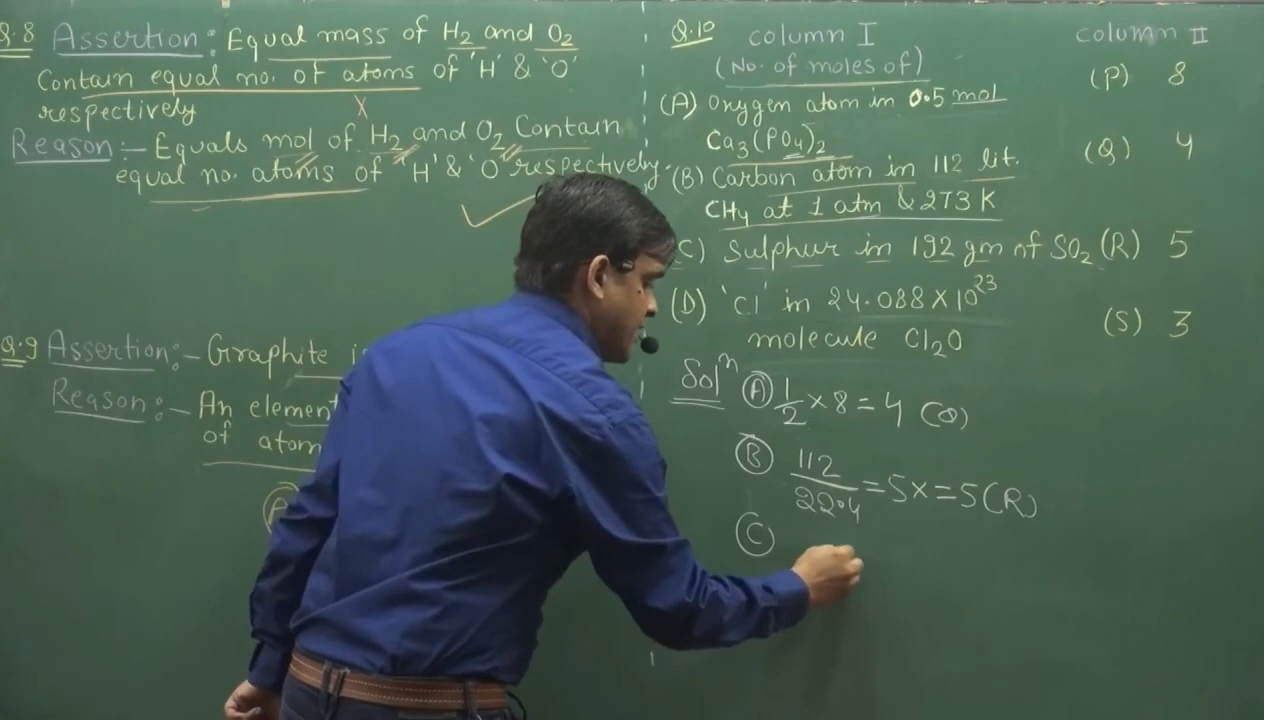 Q.8 Assertion: Equal mass of H2 and O2
Contain equal no. of atoms of 'H' & 'O'
respectively
X
Reason:- Equals mol of H2 and O2 Contain
equal no. atoms of 'H' & 'O' respectively.
Q.9 Assertion:- Graphite
Reason:- An element
of atom
(A
Q.10 column I column II
(No. of moles of)
(A) Oxygen atom in 0.5 mol (P) 8
Ca3(PO4)2
(B) Carbon atom in 112 lit. (Q) 4
CH4 at 1 atm & 273 K
C) Sulphur in 192 gm of SO2 (R) 5
(D) 'Cl' in 24.088 X 10^23
molecule Cl2O (S) 3
Sol^n (A) 1/2 × 8 = 4 (Q)
(B) 112/22.4 = 5× = 5 (R)
(C)